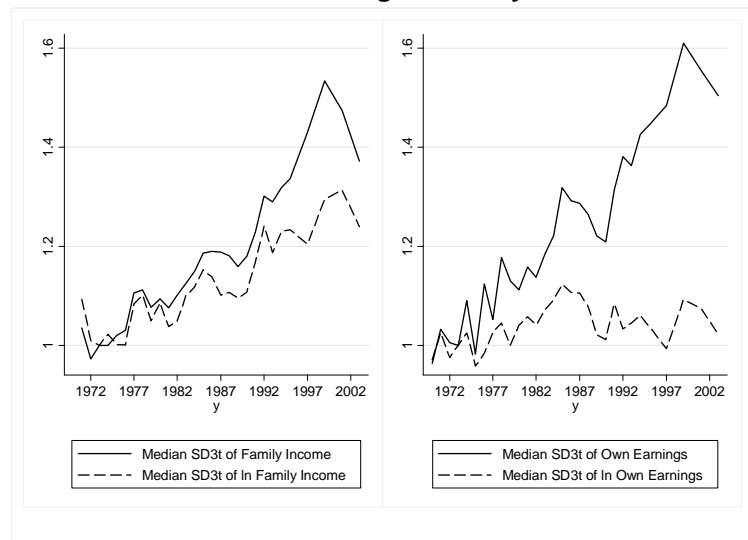 1.6
1.4
1.2
1
1972 1977 1982 1987 1992 1997 2002
y
Median SD3t of Family Income
Median SD3t of ln Family Income
1.6
1.4
1.2
1
1972 1977 1982 1987 1992 1997 2002
y
Median SD3t of Own Earnings
Median SD3t of ln Own Earnings